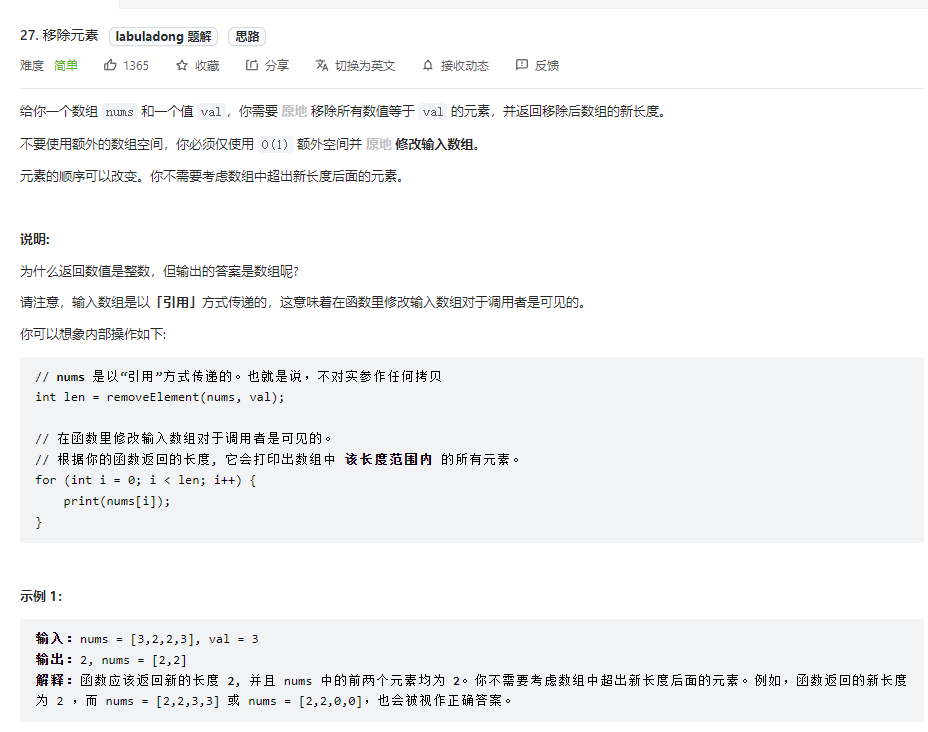 27. 移除元素 labuladong 题解 思路
难度 简单 1365 收藏 分享 切换为英文 接收动态 反馈
给你一个数组 nums 和一个值 val，你需要 原地 移除所有数值等于 val 的元素，并返回移除后数组的新长度。
不要使用额外的数组空间，你必须仅使用 O(1) 额外空间并 原地 修改输入数组。
元素的顺序可以改变。你不需要考虑数组中超出新长度后面的元素。
说明:
为什么返回数值是整数，但输出的答案是数组呢?
请注意，输入数组是以「引用」方式传递的，这意味着在函数里修改输入数组对于调用者是可见的。
你可以想象内部操作如下:
// nums 是以“引用”方式传递的。也就是说，不对实参作任何拷贝
int len = removeElement(nums, val);
// 在函数里修改输入数组对于调用者是可见的。
// 根据你的函数返回的长度, 它会打印出数组中 该长度范围内 的所有元素。
for (int i = 0; i < len; i++) {
    print(nums[i]);
}
示例 1:
输入：nums = [3,2,2,3], val = 3
输出：2, nums = [2,2]
解释：函数应该返回新的长度 2, 并且 nums 中的前两个元素均为 2。你不需要考虑数组中超出新长度后面的元素。例如，函数返回的新长度
为 2 ，而 nums = [2,2,3,3] 或 nums = [2,2,0,0]，也会被视作正确答案。